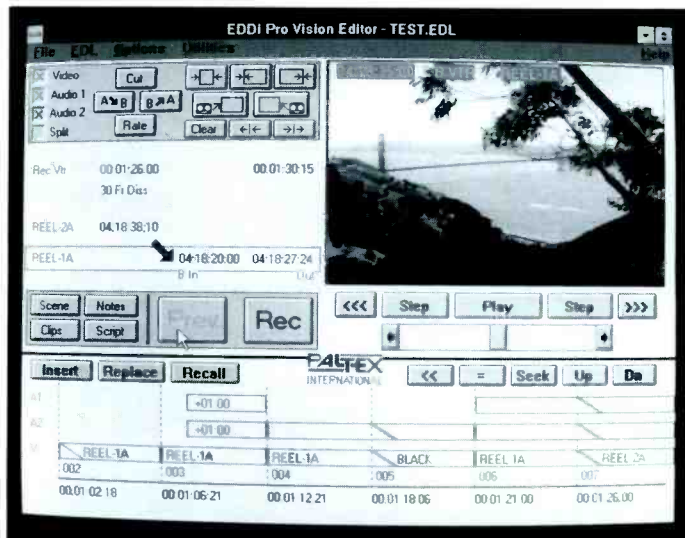 EDDi Pro Vision Editor - TEST.EDL
File EDL Options Utilities Help
Video Cut
Audio 1
Audio 2 A B B A
Split Rate Clear
B-VTR REEL-1A
Rec Vtr 00:01:26:00 00:01:30:15
30 Fr Diss
REEL-2A 04:18:38:10
REEL-1A 04:18:20:00 04:18:27:24
B In Out
Scene Notes Prev Rec
Clips Script
<<< Step Play Step >>>
PALTEX
INTERNATIONAL
Insert Replace Recall << = Seek Up Dn
A1 +01:00
A2 +01:00
REEL-1A REEL-1A REEL-1A BLACK REEL-1A REEL-2A
002 003 004 005 006 007
00:01:02:18 00:01:06:21 00:01:12:21 00:01:18:06 00:01:21:00 00:01:26:00